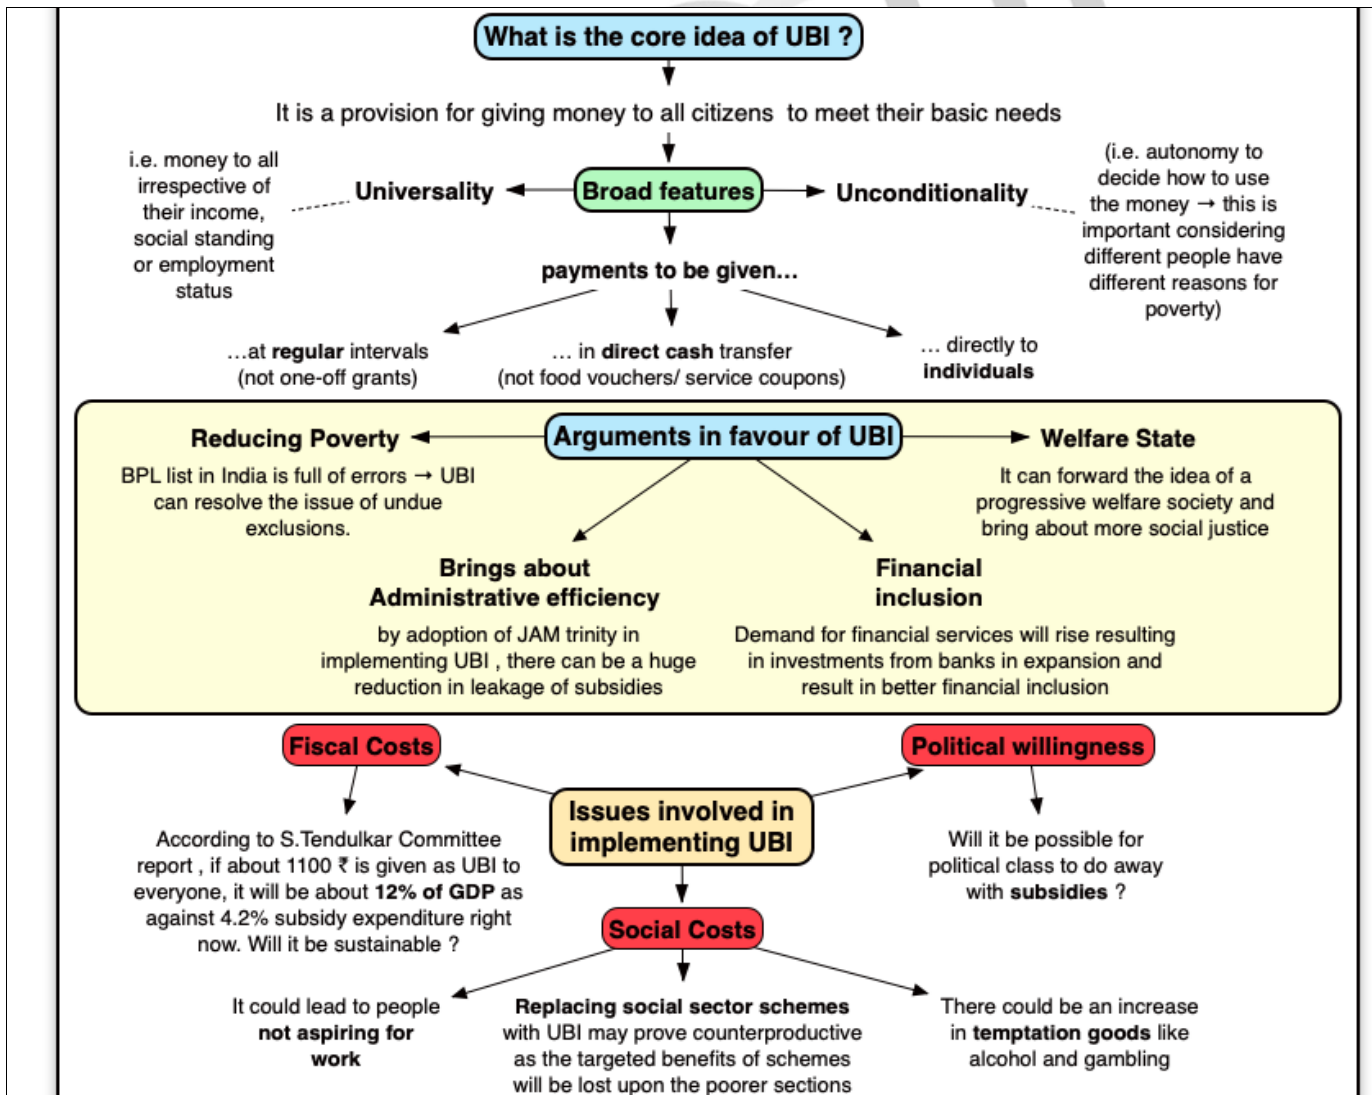 What is the core idea of UBI ?
It is a provision for giving money to all citizens  to meet their basic needs
i.e. money to all
irrespective of
their income,
social standing
or employment
status
Universality
Broad features
Unconditionality
(i.e. autonomy to
decide how to use
the money → this is
important considering
different people have
different reasons for
poverty)
payments to be given...
...at regular intervals
(not one-off grants)
... in direct cash transfer
(not food vouchers/ service coupons)
... directly to
individuals
Arguments in favour of UBI
Reducing Poverty
BPL list in India is full of errors → UBI
can resolve the issue of undue
exclusions.
Welfare State
It can forward the idea of a
progressive welfare society and
bring about more social justice
Brings about
Administrative efficiency
by adoption of JAM trinity in
implementing UBI , there can be a huge
reduction in leakage of subsidies
Financial
inclusion
Demand for financial services will rise resulting
in investments from banks in expansion and
result in better financial inclusion
Issues involved in
implementing UBI
Fiscal Costs
According to S.Tendulkar Committee
report , if about 1100 ₹ is given as UBI to
everyone, it will be about 12% of GDP as
against 4.2% subsidy expenditure right
now. Will it be sustainable ?
Political willingness
Will it be possible for
political class to do away
with subsidies ?
Social Costs
It could lead to people
not aspiring for
work
Replacing social sector schemes
with UBI may prove counterproductive
as the targeted benefits of schemes
will be lost upon the poorer sections
There could be an increase
in temptation goods like
alcohol and gambling